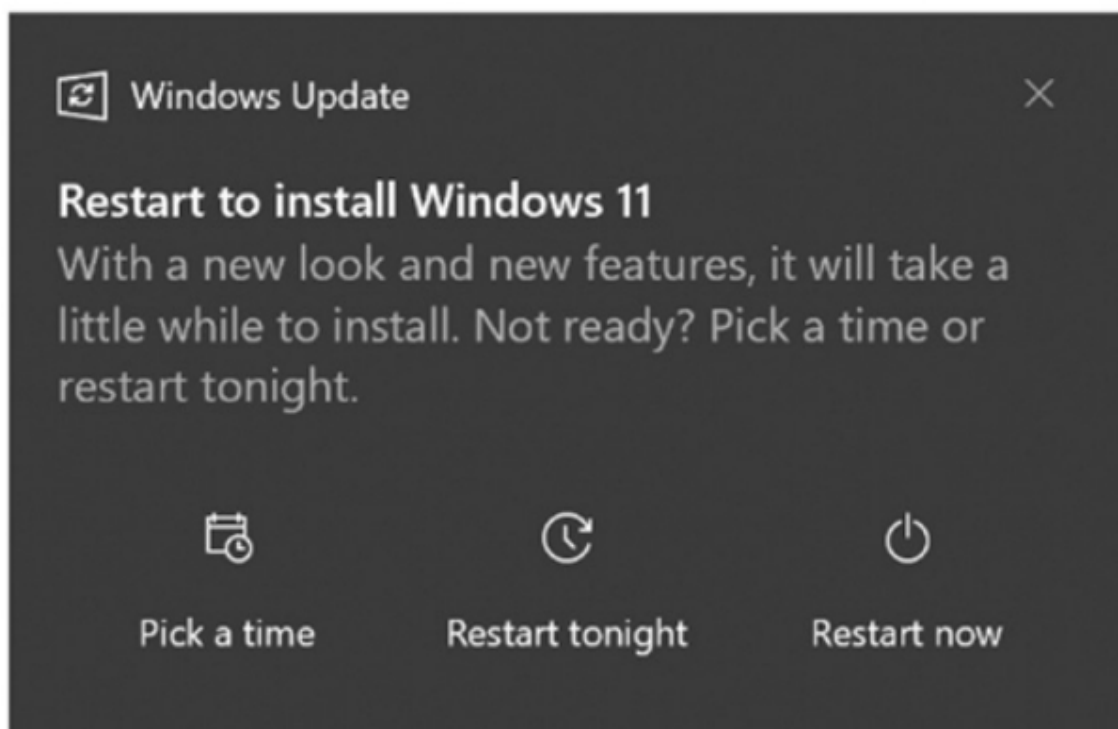 Windows Update
Restart to install Windows 11
With a new look and new features, it will take a
little while to install. Not ready? Pick a time or
restart tonight.
Pick a time
Restart tonight
Restart now